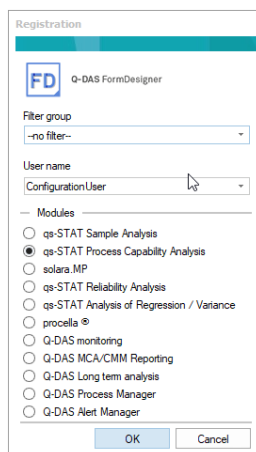 Registration
FD Q-DAS FormDesigner
Filter group
--no filter--
User name
ConfigurationUser
Modules
qs-STAT Sample Analysis
qs-STAT Process Capability Analysis
solara.MP
qs-STAT Reliability Analysis
qs-STAT Analysis of Regression / Variance
procella ®
Q-DAS monitoring
Q-DAS MCA/CMM Reporting
Q-DAS Long term analysis
Q-DAS Process Manager
Q-DAS Alert Manager
OK Cancel